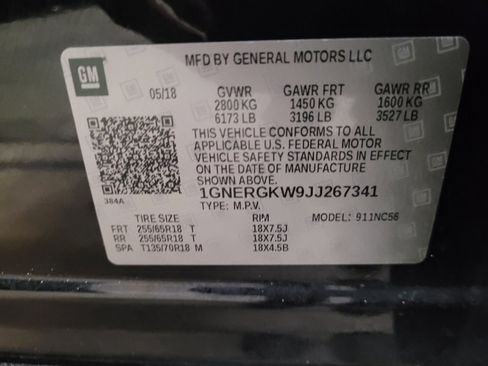 MFD BY GENERAL MOTORS LLC
GM
05/18 GVWR GAWR FRT GAWR RR
2800 KG 1450 KG 1600 KG
6173 LB 3196 LB 3527 LB
THIS VEHICLE CONFORMS TO ALL
APPLICABLE U.S. FEDERAL MOTOR
VEHICLE SAFETY STANDARDS IN EFFECT
ON THE DATE OF MANUFACTURE SHOWN
ABOVE.
1GNERGKW9JJ267341
384A TYPE: M.P.V.
TIRE SIZE RIM MODEL: 911NC56
FRT 255/65R18 T 18X7.5J
RR 255/65R18 T 18X7.5J
SPA T135/70R18 M 18X4.5B